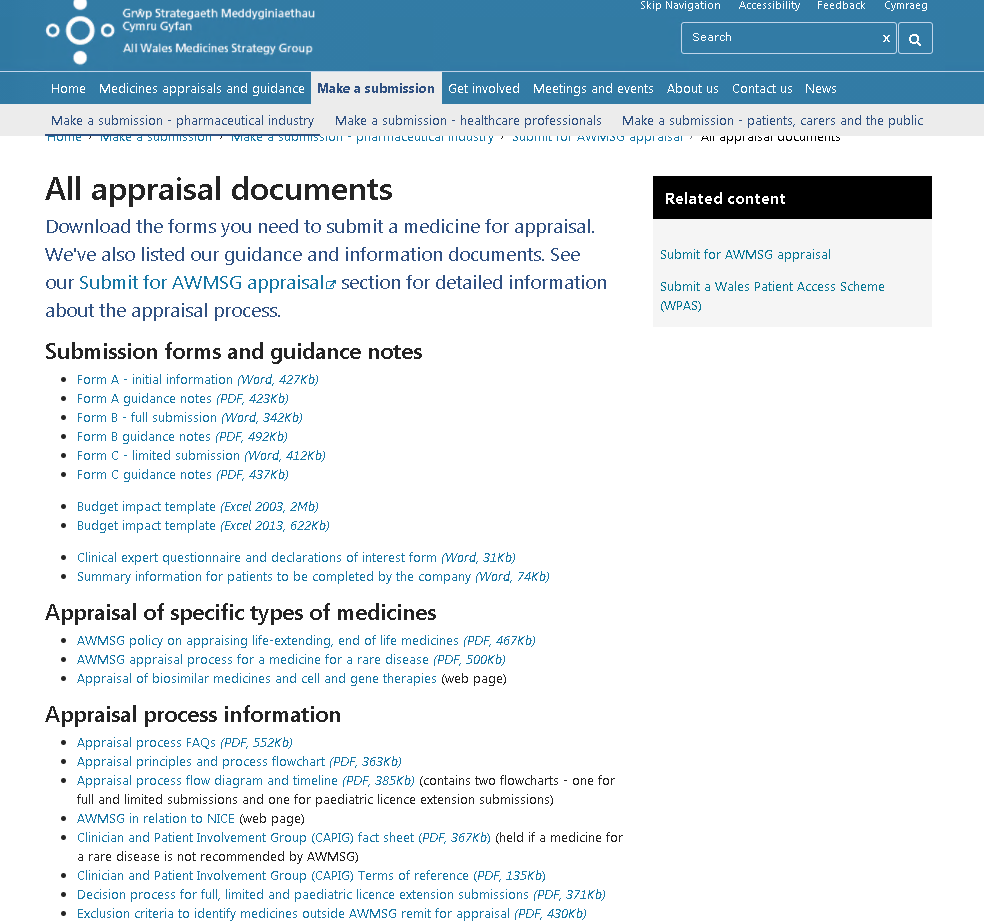 Grŵp Strategaeth Meddyginiaethau
Cymru Gyfan
All Wales Medicines Strategy Group
Skip Navigation Accessibility Feedback Cymraeg
Search x
Home Medicines appraisals and guidance Make a submission Get involved Meetings and events About us Contact us News
Make a submission - pharmaceutical industry Make a submission - healthcare professionals Make a submission - patients, carers and the public
Home › Make a submission › Make a submission - pharmaceutical industry › Submit for AWMSG appraisal › All appraisal documents
All appraisal documents
Download the forms you need to submit a medicine for appraisal.
We've also listed our guidance and information documents. See
our Submit for AWMSG appraisal section for detailed information
about the appraisal process.
Related content
Submit for AWMSG appraisal
Submit a Wales Patient Access Scheme
(WPAS)
Submission forms and guidance notes
Form A - initial information (Word, 427Kb)
Form A guidance notes (PDF, 423Kb)
Form B - full submission (Word, 342Kb)
Form B guidance notes (PDF, 492Kb)
Form C - limited submission (Word, 412Kb)
Form C guidance notes (PDF, 437Kb)
Budget impact template (Excel 2003, 2Mb)
Budget impact template (Excel 2013, 622Kb)
Clinical expert questionnaire and declarations of interest form (Word, 31Kb)
Summary information for patients to be completed by the company (Word, 74Kb)
Appraisal of specific types of medicines
AWMSG policy on appraising life-extending, end of life medicines (PDF, 467Kb)
AWMSG appraisal process for a medicine for a rare disease (PDF, 500Kb)
Appraisal of biosimilar medicines and cell and gene therapies (web page)
Appraisal process information
Appraisal process FAQs (PDF, 552Kb)
Appraisal principles and process flowchart (PDF, 363Kb)
Appraisal process flow diagram and timeline (PDF, 385Kb) (contains two flowcharts - one for
full and limited submissions and one for paediatric licence extension submissions)
AWMSG in relation to NICE (web page)
Clinician and Patient Involvement Group (CAPIG) fact sheet (PDF, 367Kb) (held if a medicine for
a rare disease is not recommended by AWMSG)
Clinician and Patient Involvement Group (CAPIG) Terms of reference (PDF, 135Kb)
Decision process for full, limited and paediatric licence extension submissions (PDF, 371Kb)
Exclusion criteria to identify medicines outside AWMSG remit for appraisal (PDF, 430Kb)